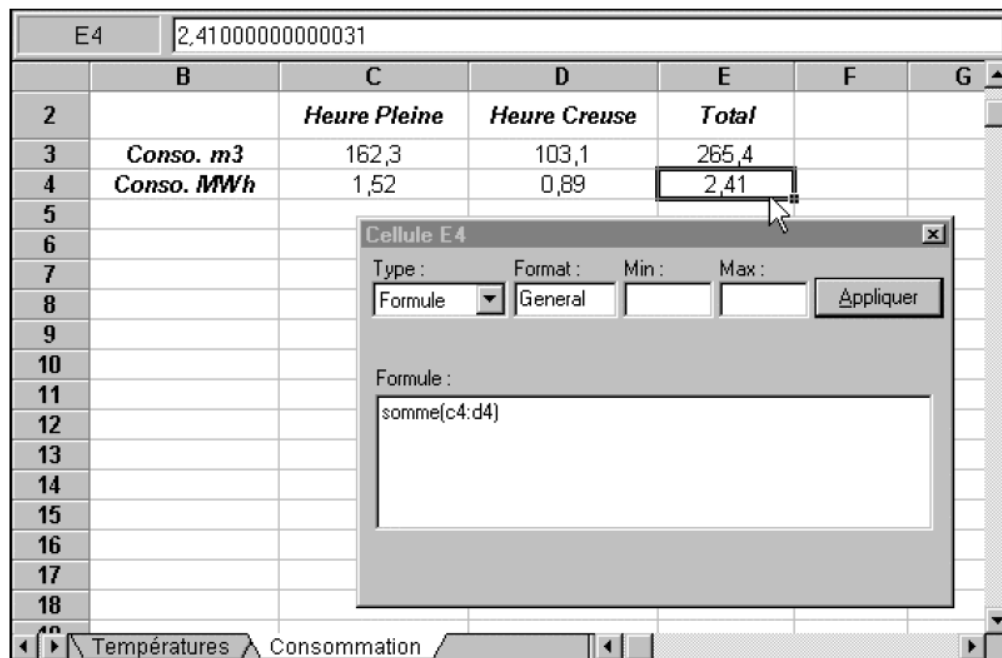 E4 2,41000000000031
B C D E F G
2 Heure Pleine Heure Creuse Total
3 Conso. m3 162,3 103,1 265,4
4 Conso. MWh 1,52 0,89 2,41
5
6
7
8
9
10
11
12
13
14
15
16
17
18
Cellule E4
Type : Format : Min : Max :
Formule General Appliquer
Formule :
somme(c4:d4)
Températures Consommation